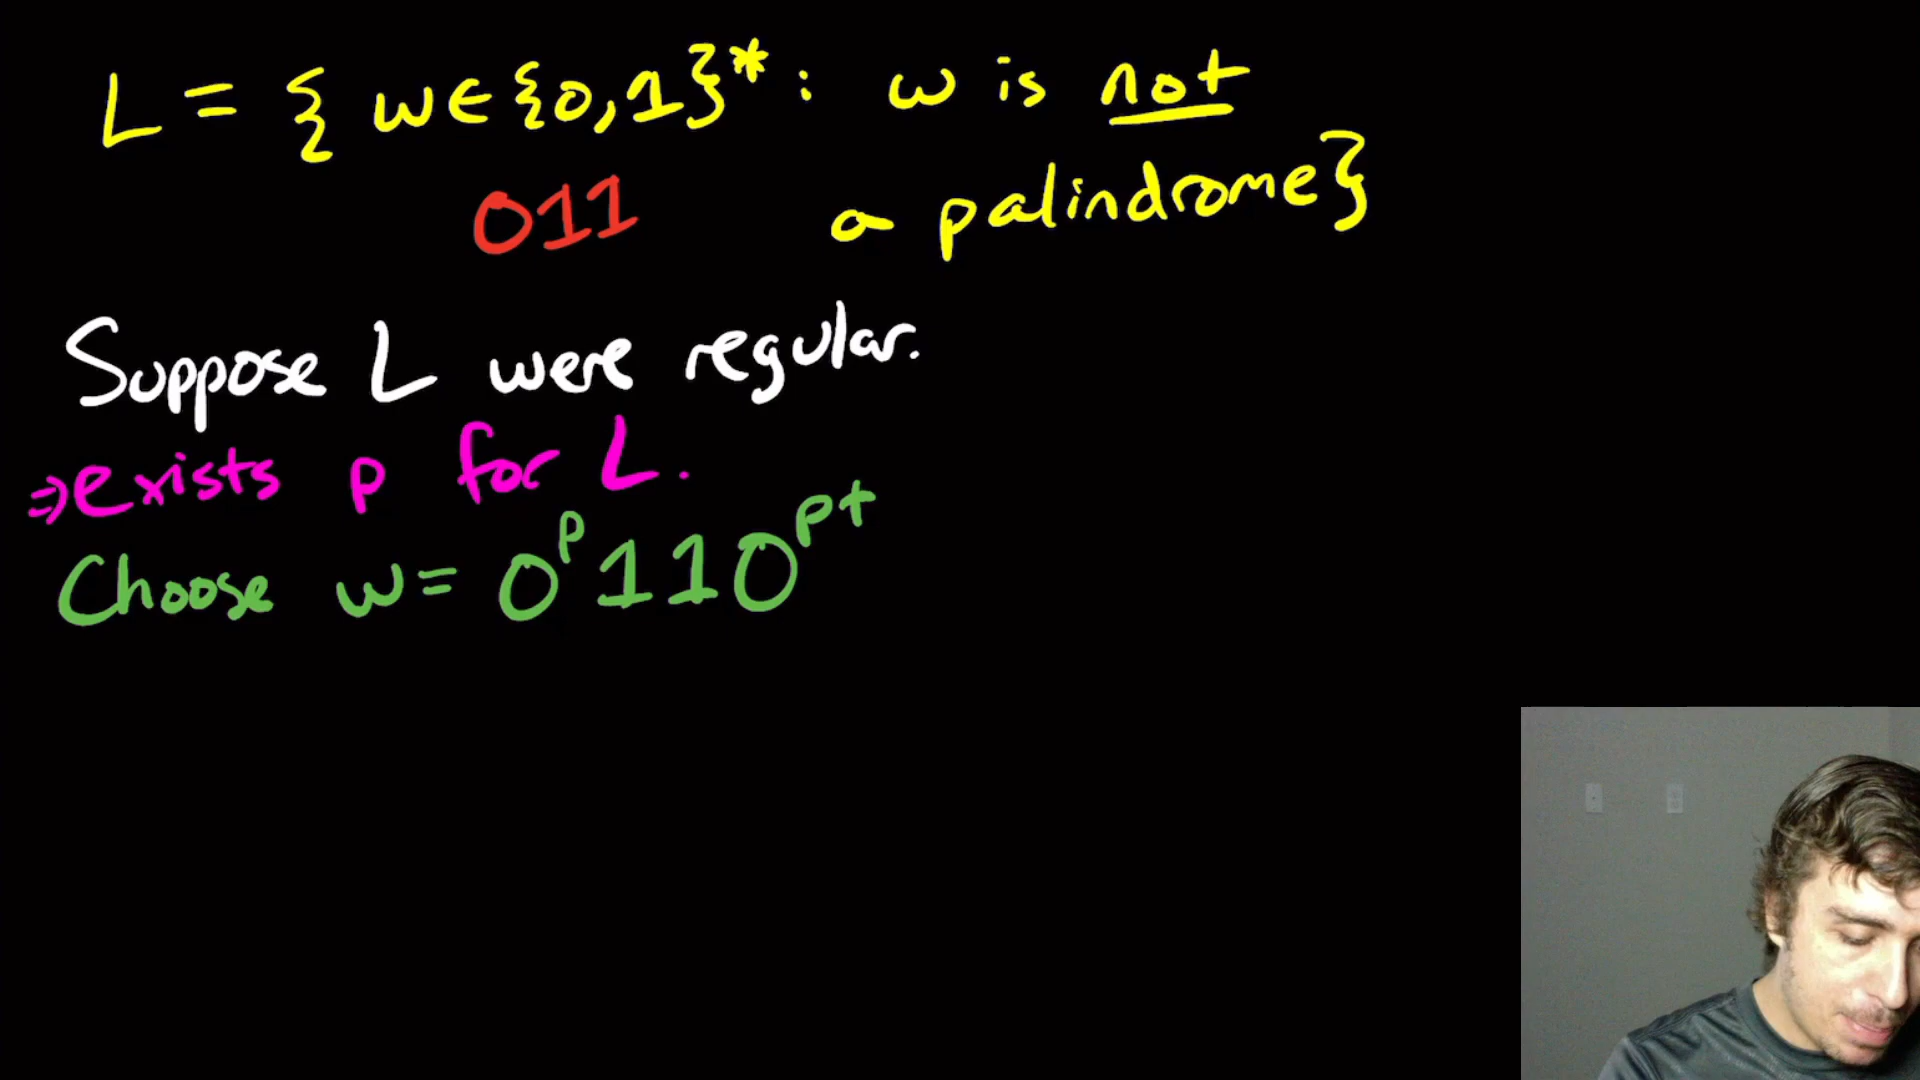 L = { w ∈ {0,1}* : w is not
011 a palindrome}
Suppose L were regular.
⇒ exists p for L.
Choose w = 0^p 1 1 0^p+